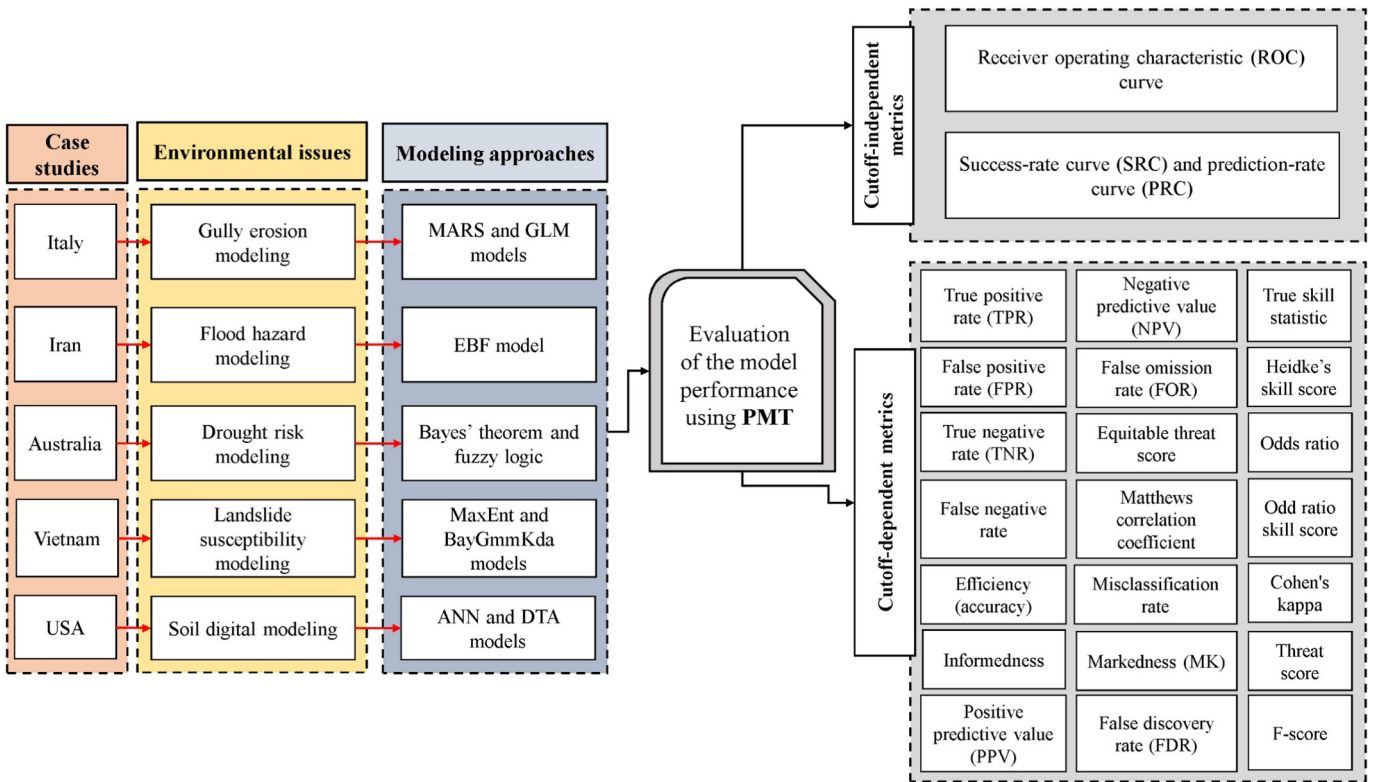 Case
studies
Environmental issues
Modeling approaches
Italy
Gully erosion
modeling
MARS and GLM
models
Iran
Flood hazard
modeling
EBF model
Australia
Drought risk
modeling
Bayes’ theorem and
fuzzy logic
Vietnam
Landslide
susceptibility
modeling
MaxEnt and
BayGmmKda
models
USA
Soil digital modeling
ANN and DTA
models
Evaluation
of the model
performance
using PMT
Cutoff-independent
metrics
Receiver operating characteristic (ROC)
curve
Success-rate curve (SRC) and prediction-rate
curve (PRC)
Cutoff-dependent metrics
True positive
rate (TPR)
Negative
predictive value
(NPV)
True skill
statistic
False positive
rate (FPR)
False omission
rate (FOR)
Heidke’s
skill score
True negative
rate (TNR)
Equitable threat
score
Odds ratio
False negative
rate
Matthews
correlation
coefficient
Odd ratio
skill score
Efficiency
(accuracy)
Misclassification
rate
Cohen's
kappa
Informedness
Markedness (MK)
Threat
score
Positive
predictive value
(PPV)
False discovery
rate (FDR)
F-score